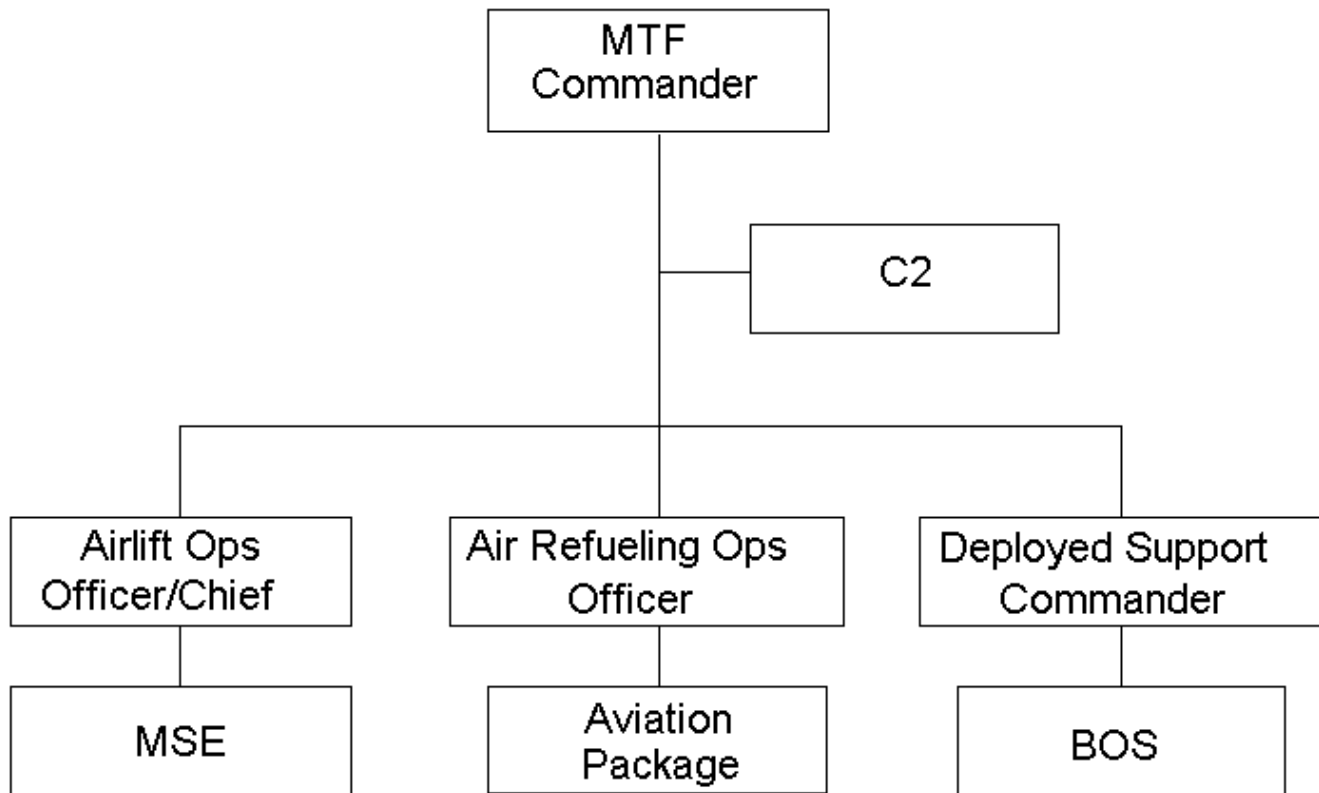 MTF
Commander
C2
Airlift Ops
Officer/Chief
Air Refueling Ops
Officer
Deployed Support
Commander
MSE
Aviation
Package
BOS